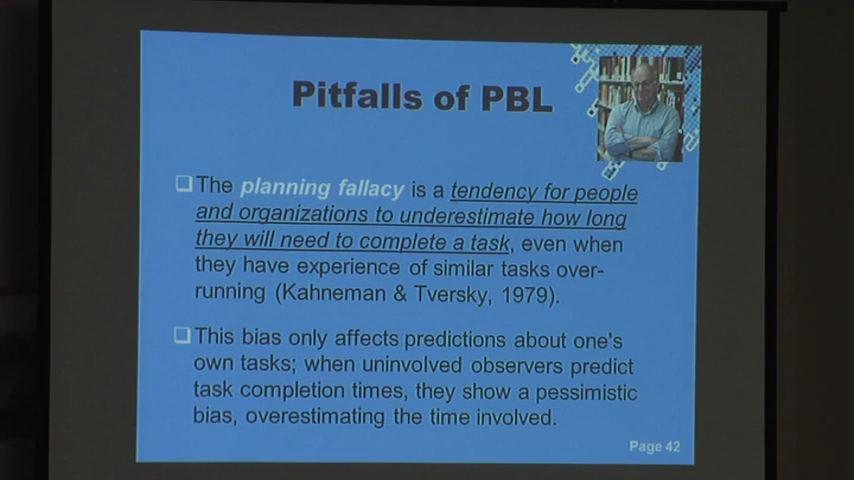 Pitfalls of PBL
The planning fallacy is a tendency for people
and organizations to underestimate how long
they will need to complete a task, even when
they have experience of similar tasks over-
running (Kahneman & Tversky, 1979).
This bias only affects predictions about one's
own tasks; when uninvolved observers predict
task completion times, they show a pessimistic
bias, overestimating the time involved.
Page 42